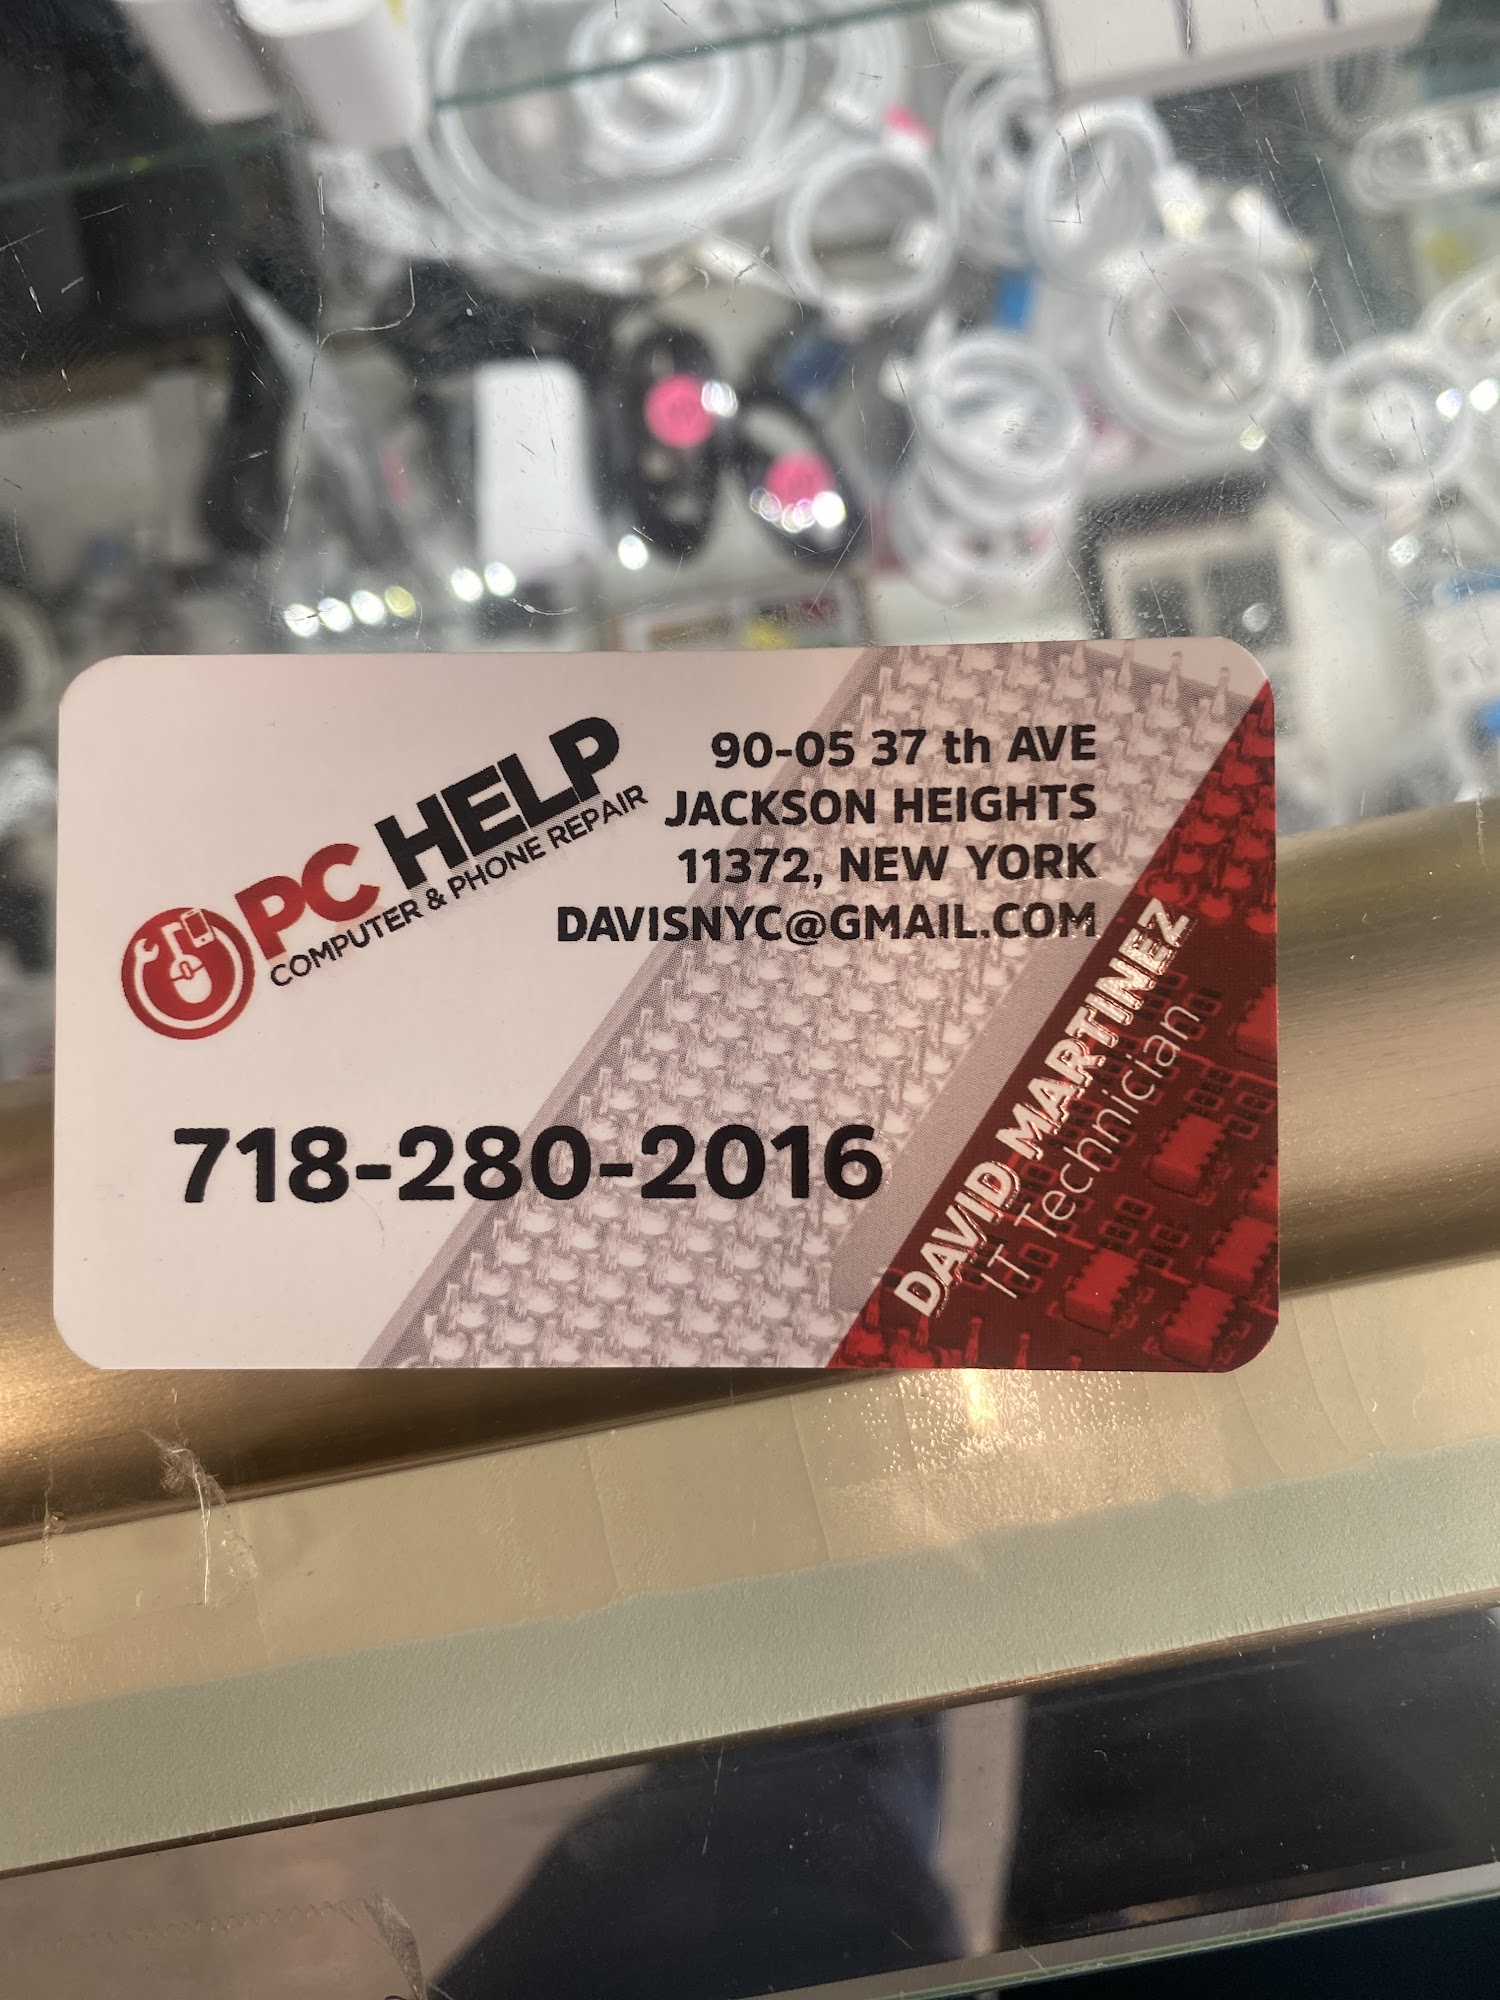 PC HELP
COMPUTER & PHONE REPAIR
90-05 37 th AVE
JACKSON HEIGHTS
11372, NEW YORK
DAVISNYC@GMAIL.COM
718-280-2016
DAVID MARTINEZ
IT Technician